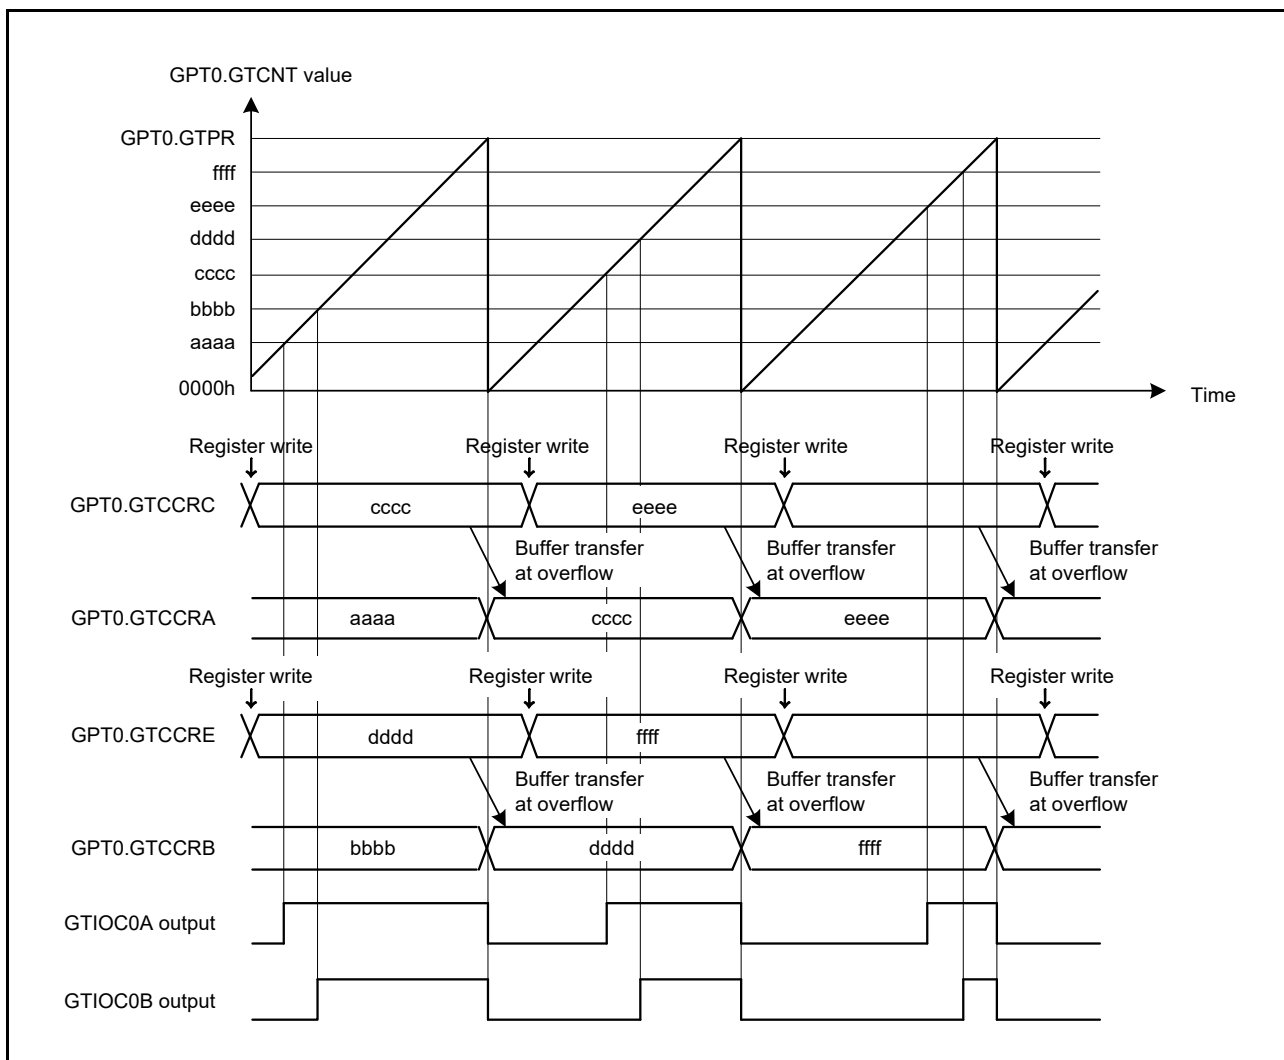 GPT0.GTCNT value
GPT0.GTPR
ffff
eeee
dddd
cccc
bbbb
aaaa
0000h
Time
Register write Register write Register write Register write
GPT0.GTCCRC cccc eeee
Buffer transfer at overflow
Buffer transfer at overflow
Buffer transfer at overflow
GPT0.GTCCRA aaaa cccc eeee
Register write Register write Register write Register write
GPT0.GTCCRE dddd ffff
Buffer transfer at overflow
Buffer transfer at overflow
Buffer transfer at overflow
GPT0.GTCCRB bbbb dddd ffff
GTIOC0A output
GTIOC0B output